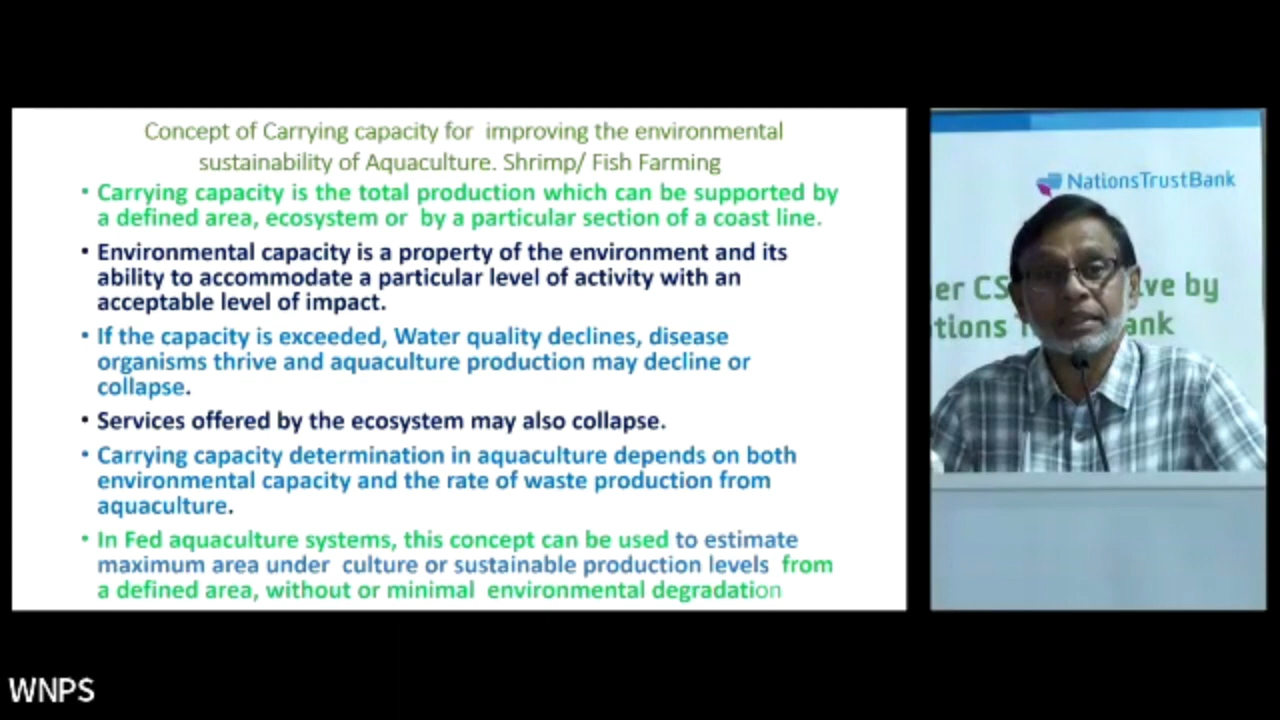 Concept of Carrying capacity for improving the environmental
sustainability of Aquaculture. Shrimp/ Fish Farming
• Carrying capacity is the total production which can be supported by
a defined area, ecosystem or by a particular section of a coast line.
• Environmental capacity is a property of the environment and its
ability to accommodate a particular level of activity with an
acceptable level of impact.
• If the capacity is exceeded, Water quality declines, disease
organisms thrive and aquaculture production may decline or
collapse.
• Services offered by the ecosystem may also collapse.
• Carrying capacity determination in aquaculture depends on both
environmental capacity and the rate of waste production from
aquaculture.
• In Fed aquaculture systems, this concept can be used to estimate
maximum area under culture or sustainable production levels from
a defined area, without or minimal environmental degradation
NationsTrustBank
er CS
by
tions
ank
WNPS